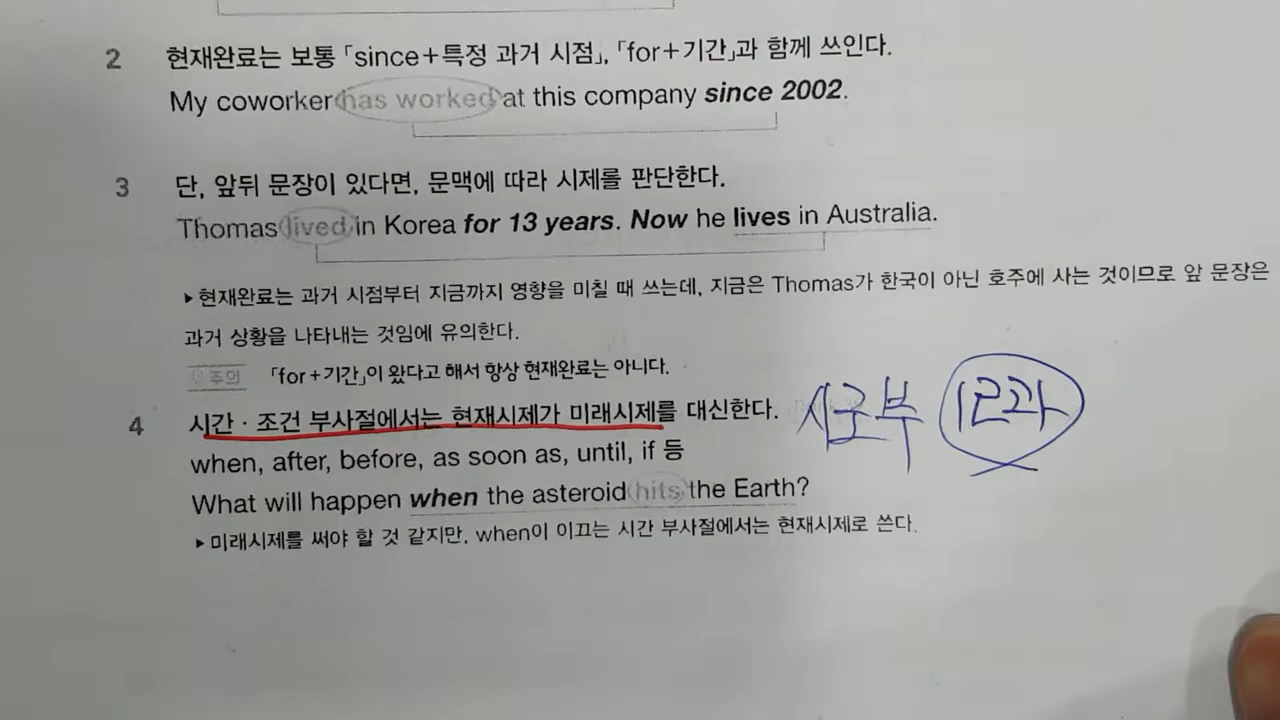 2 현재완료는 보통 「since+특정 과거 시점」, 「for+기간」과 함께 쓰인다.
My coworker has worked at this company since 2002.
3 단, 앞뒤 문장이 있다면, 문맥에 따라 시제를 판단한다.
Thomas lived in Korea for 13 years. Now he lives in Australia.
▸ 현재완료는 과거 시점부터 지금까지 영향을 미칠 때 쓰는데, 지금은 Thomas가 한국이 아닌 호주에 사는 것이므로 앞 문장은
과거 상황을 나타내는 것임에 유의한다.
주의 「for+기간」이 왔다고 해서 항상 현재완료는 아니다.
4 시간 · 조건 부사절에서는 현재시제가 미래시제를 대신한다.
when, after, before, as soon as, until, if 등
What will happen when the asteroid hits the Earth?
▸ 미래시제를 써야 할 것 같지만, when이 이끄는 시간 부사절에서는 현재시제로 쓴다.